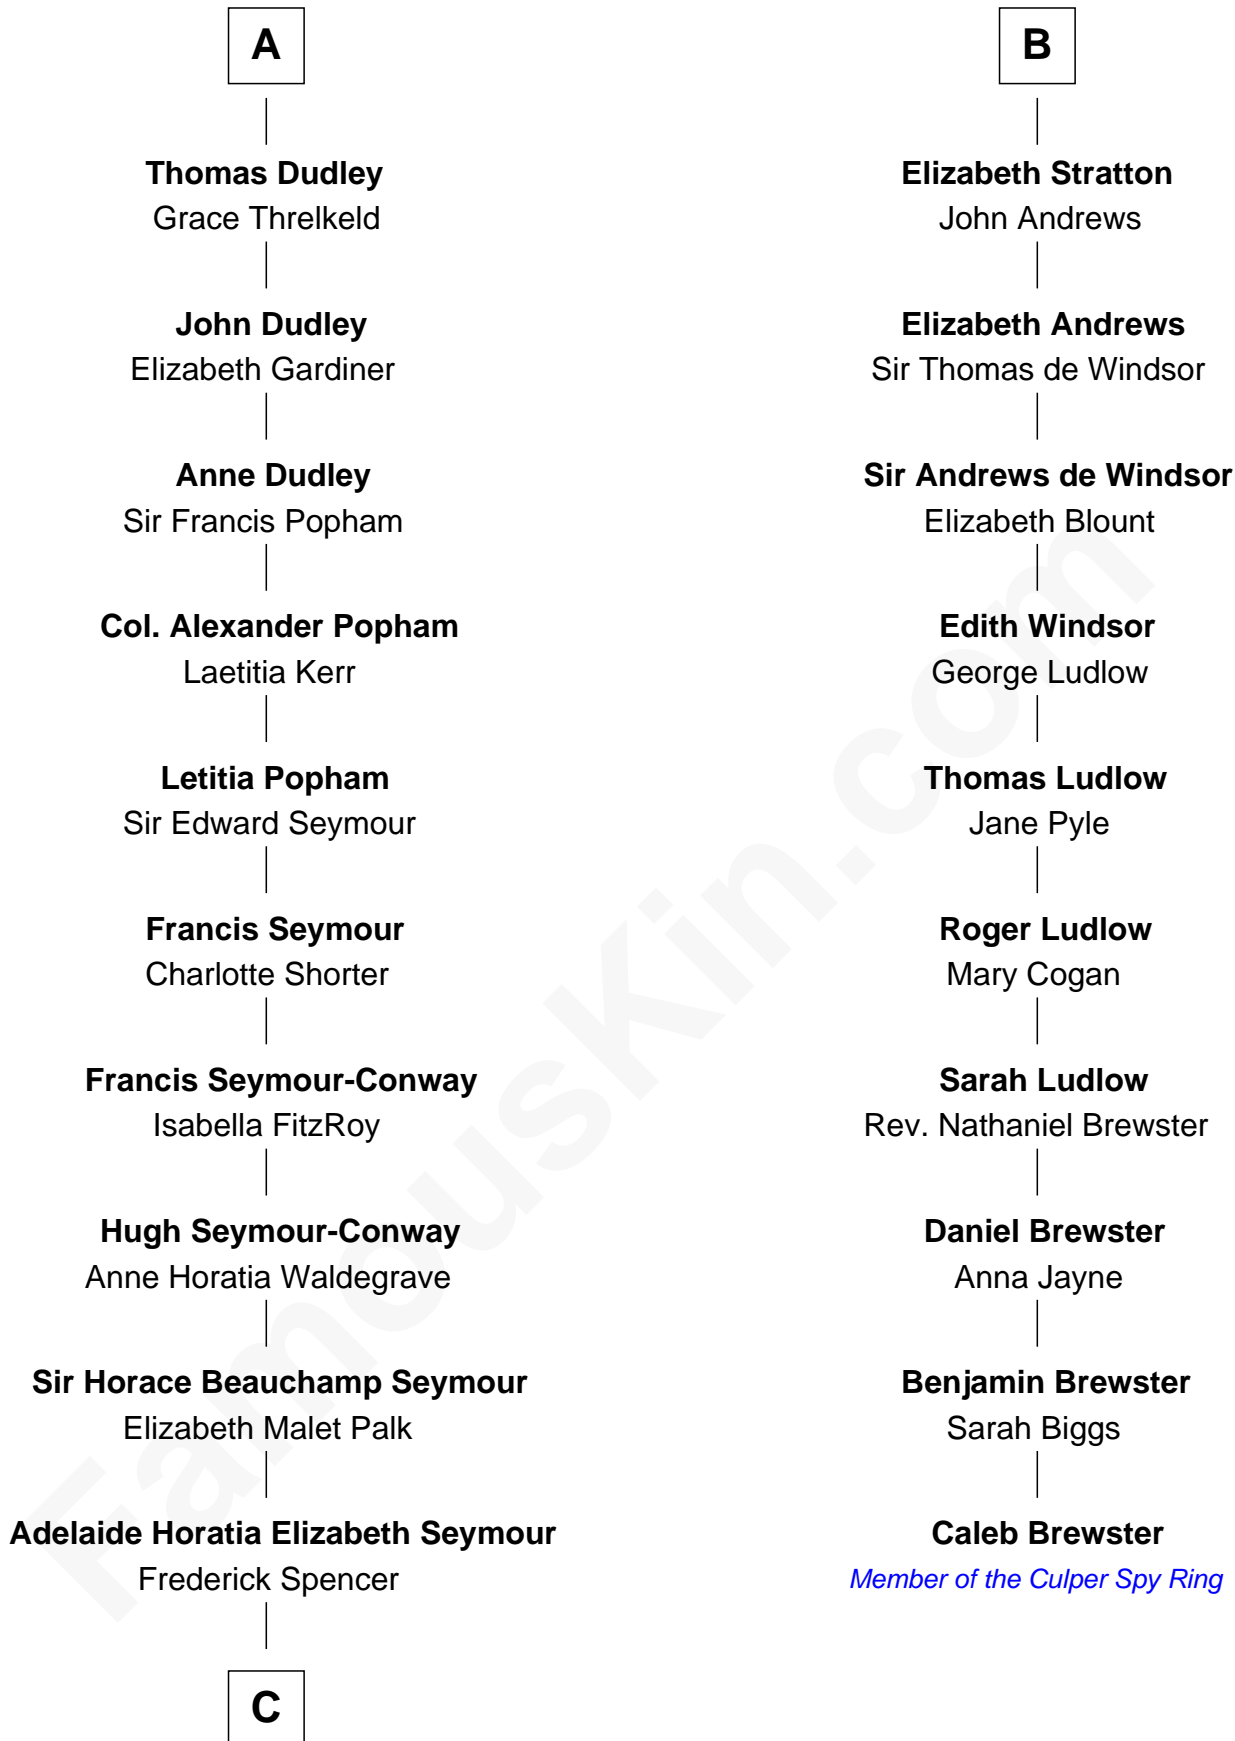 A
Thomas Dudley
Grace Threlkeld
John Dudley
Elizabeth Gardiner
Anne Dudley
Sir Francis Popham
Col. Alexander Popham
Laetitia Kerr
Letitia Popham
Sir Edward Seymour
Francis Seymour
Charlotte Shorter
Francis Seymour-Conway
Isabella FitzRoy
Hugh Seymour-Conway
Anne Horatia Waldegrave
Sir Horace Beauchamp Seymour
Elizabeth Malet Palk
Adelaide Horatia Elizabeth Seymour
Frederick Spencer
C
B
Elizabeth Stratton
John Andrews
Elizabeth Andrews
Sir Thomas de Windsor
Sir Andrews de Windsor
Elizabeth Blount
Edith Windsor
George Ludlow
Thomas Ludlow
Jane Pyle
Roger Ludlow
Mary Cogan
Sarah Ludlow
Rev. Nathaniel Brewster
Daniel Brewster
Anna Jayne
Benjamin Brewster
Sarah Biggs
Caleb Brewster
Member of the Culper Spy Ring
FamousKin.com